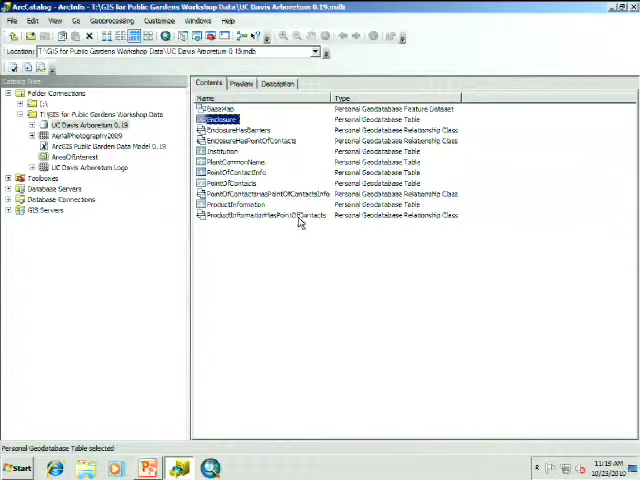 ArcCatalog - ArcInfo - T:\GIS for Public Gardens Workshop Data\UC Davis Arboretum 0.19.mdb
File Edit View Go Geoprocessing Customize Windows Help
Location: T:\GIS for Public Gardens Workshop Data\UC Davis Arboretum 0.19.mdb
Catalog Tree
Folder Connections
I:\
T:\GIS for Public Gardens Workshop Data
UC Davis Arboretum 0.19
AerialPhotography2009
ArcGIS Public Garden Data Model 0.19
AreaOfInterest
UC Davis Arboretum Logo
Toolboxes
Database Servers
Database Connections
GIS Servers
Contents Preview Description
Name Type
BaseMap Personal Geodatabase Feature Dataset
Enclosure Personal Geodatabase Table
EnclosureHasBarriers Personal Geodatabase Relationship Class
EnclosureHasPointOfContacts Personal Geodatabase Relationship Class
Institution Personal Geodatabase Table
PlantCommonName Personal Geodatabase Table
PointOfContactInfo Personal Geodatabase Table
PointOfContacts Personal Geodatabase Table
PointOfContactsHasPointOfContactsInfo Personal Geodatabase Relationship Class
ProductInformation Personal Geodatabase Table
ProductInformationHasPointOfContacts Personal Geodatabase Relationship Class
Personal Geodatabase Table selected
Start
11:19 AM
10/23/2010